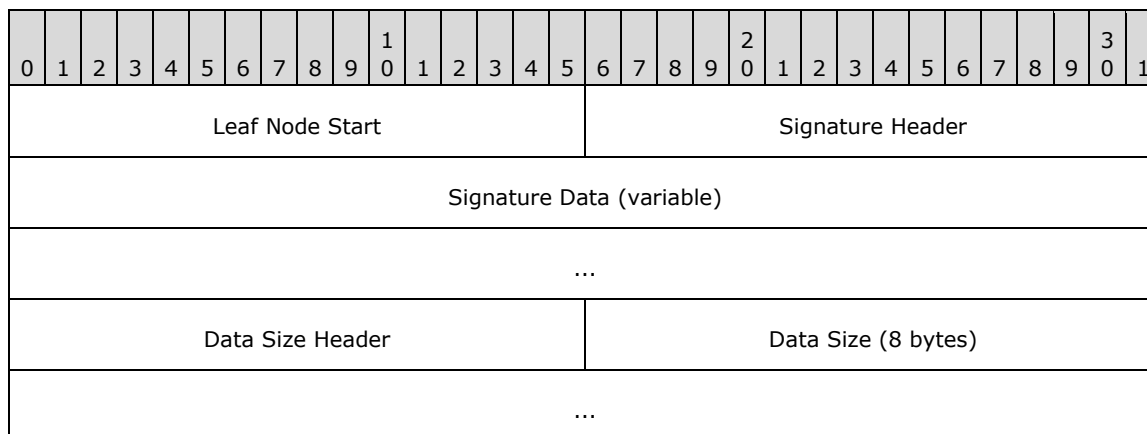 0 1 2 3 4 5 6 7 8 9 1 0 1 2 3 4 5 6 7 8 9 2 0 1 2 3 4 5 6 7 8 9 3 0 1
Leaf Node Start Signature Header
Signature Data (variable)
...
Data Size Header Data Size (8 bytes)
...